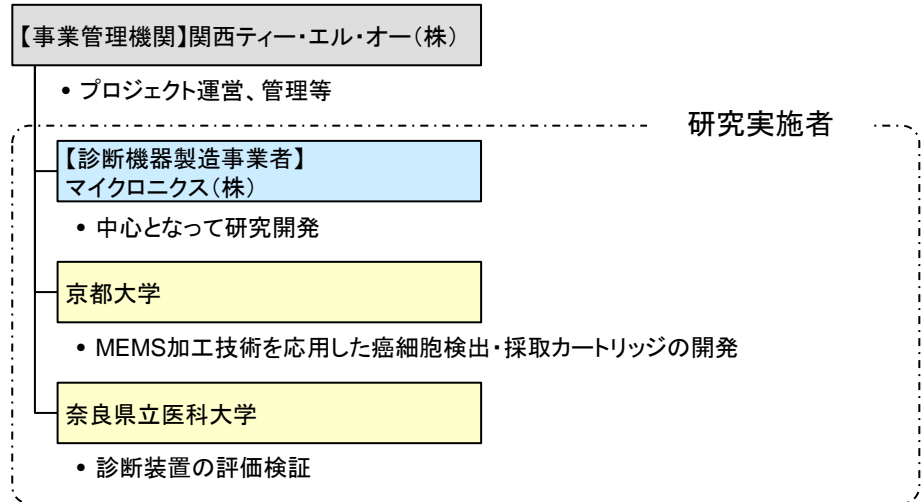 【事業管理機関】関西ティー・エル・オー(株)
• プロジェクト運営、管理等
研究実施者
【診断機器製造事業者】
マイクロニクス(株)
• 中心となって研究開発
京都大学
• MEMS加工技術を応用した癌細胞検出・採取カートリッジの開発
奈良県立医科大学
• 診断装置の評価検証